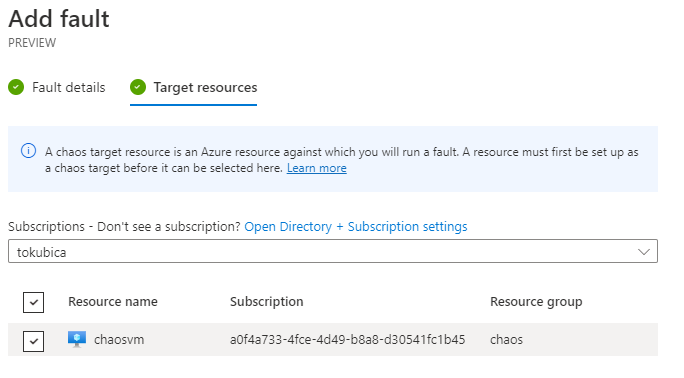 Add fault
PREVIEW
Fault details
Target resources
A chaos target resource is an Azure resource against which you will run a fault. A resource must first be set up as
a chaos target before it can be selected here. Learn more
Subscriptions - Don't see a subscription? Open Directory + Subscription settings
tokubica
Resource name Subscription Resource group
chaosvm a0f4a733-4fce-4d49-b8a8-d30541fc1b45 chaos